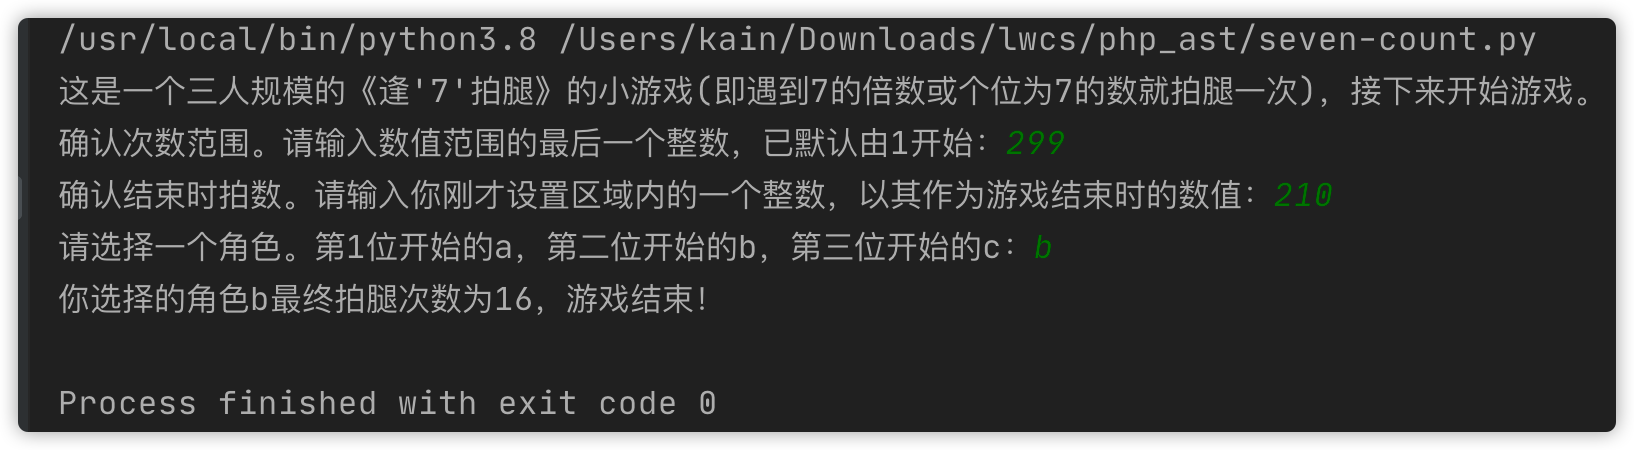 /usr/local/bin/python3.8 /Users/kain/Downloads/lwcs/php_ast/seven-count.py
这是一个三人规模的《逢'7'拍腿》的小游戏(即遇到7的倍数或个位为7的数就拍腿一次)，接下来开始游戏。
确认次数范围。请输入数值范围的最后一个整数，已默认由1开始：299
确认结束时拍数。请输入你刚才设置区域内的一个整数，以其作为游戏结束时的数值：210
请选择一个角色。第1位开始的a，第二位开始的b，第三位开始的c：b
你选择的角色b最终拍腿次数为16，游戏结束！
Process finished with exit code 0